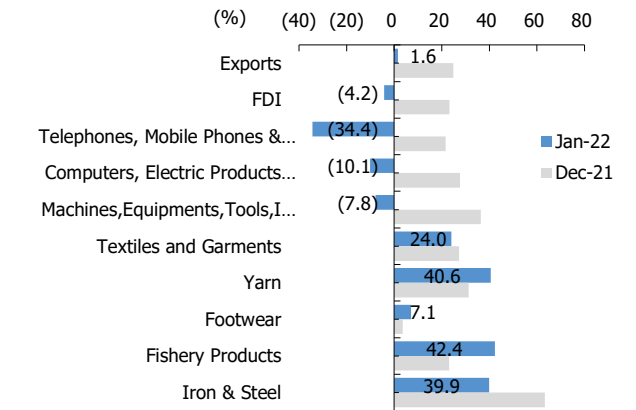 (%) (40) (20) 0 20 40 60 80
Exports 1.6
FDI (4.2)
Telephones, Mobile Phones &... (34.4)
Computers, Electric Products... (10.1)
Machines,Equipments,Tools,I... (7.8)
Textiles and Garments 24.0
Yarn 40.6
Footwear 7.1
Fishery Products 42.4
Iron & Steel 39.9
Jan-22
Dec-21